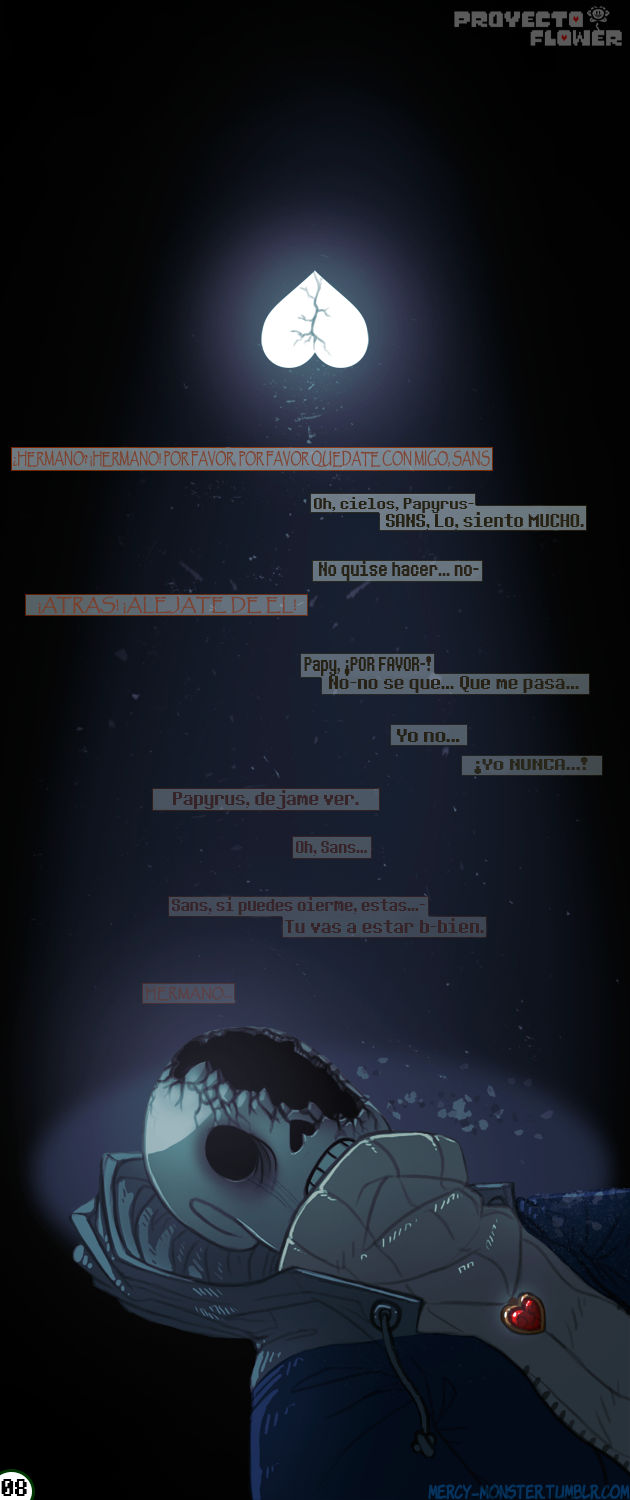 PROYECTO
FLOWER
¿HERMANO? ¡HERMANO! POR FAVOR, POR FAVOR QUEDATE CON MIGO, SANS
Oh, cielos, Papyrus-
SANS, Lo, siento MUCHO.
No quise hacer... no-
¡ATRAS! ¡ALEJATE DE EL!
Papy, ¡POR FAVOR-!
No-no se que... Que me pasa...
Yo no...
¡Yo NUNCA...!
Papyrus, dejame ver.
Oh, Sans...
Sans, si puedes oierme, estas...-
Tu vas a estar b-bien.
HERMANO...
08
MERCY-MONSTER.TUMBLR.COM